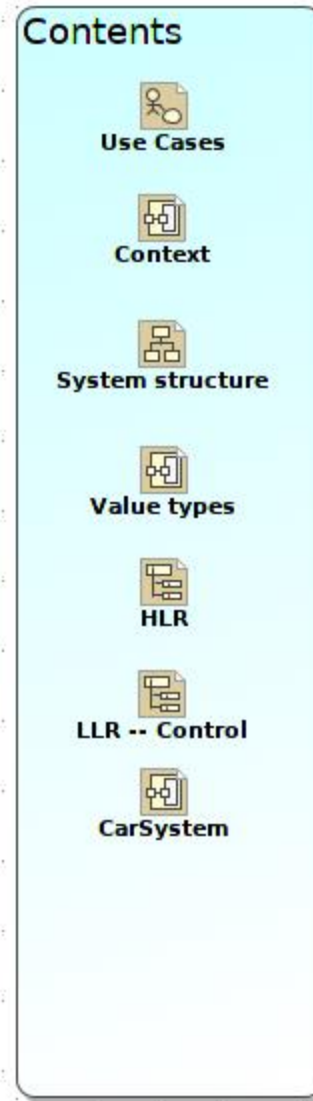 Contents
Use Cases
Context
System structure
Value types
HLR
LLR -- Control
CarSystem